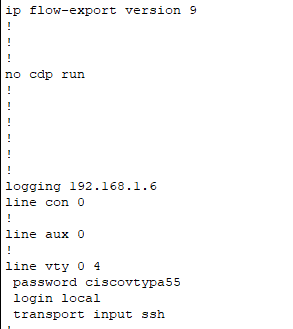 ip flow-export version 9
!
!
!
no cdp run
!
!
!
!
!
!
logging 192.168.1.6
line con 0
!
line aux 0
!
line vty 0 4
 password ciscovtypa55
 login local
 transport input ssh
!